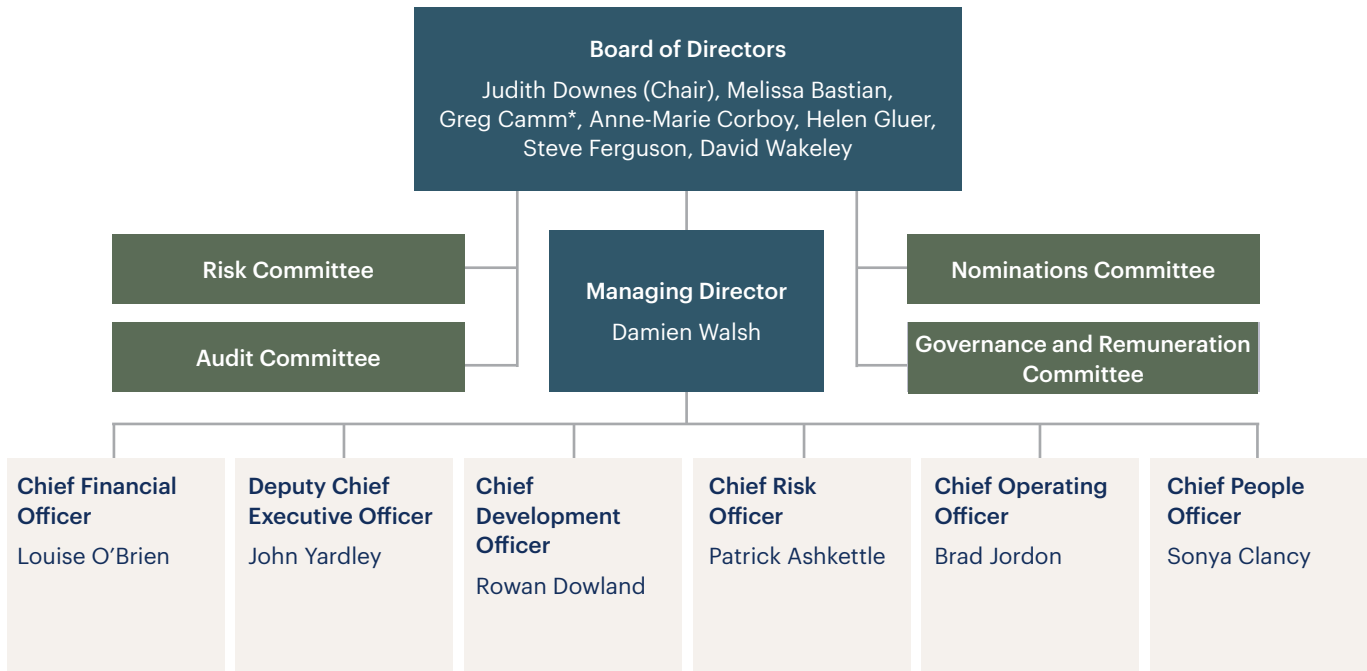 Board of Directors
Judith Downes (Chair), Melissa Bastian,
Greg Camm*, Anne-Marie Corboy, Helen Gluer,
Steve Ferguson, David Wakeley
Risk Committee
Audit Committee
Managing Director
Damien Walsh
Nominations Committee
Governance and Remuneration
Committee
Chief Financial
Officer
Louise O’Brien
Deputy Chief
Executive Officer
John Yardley
Chief
Development
Officer
Rowan Dowland
Chief Risk
Officer
Patrick Ashkettle
Chief Operating
Officer
Brad Jordon
Chief People
Officer
Sonya Clancy